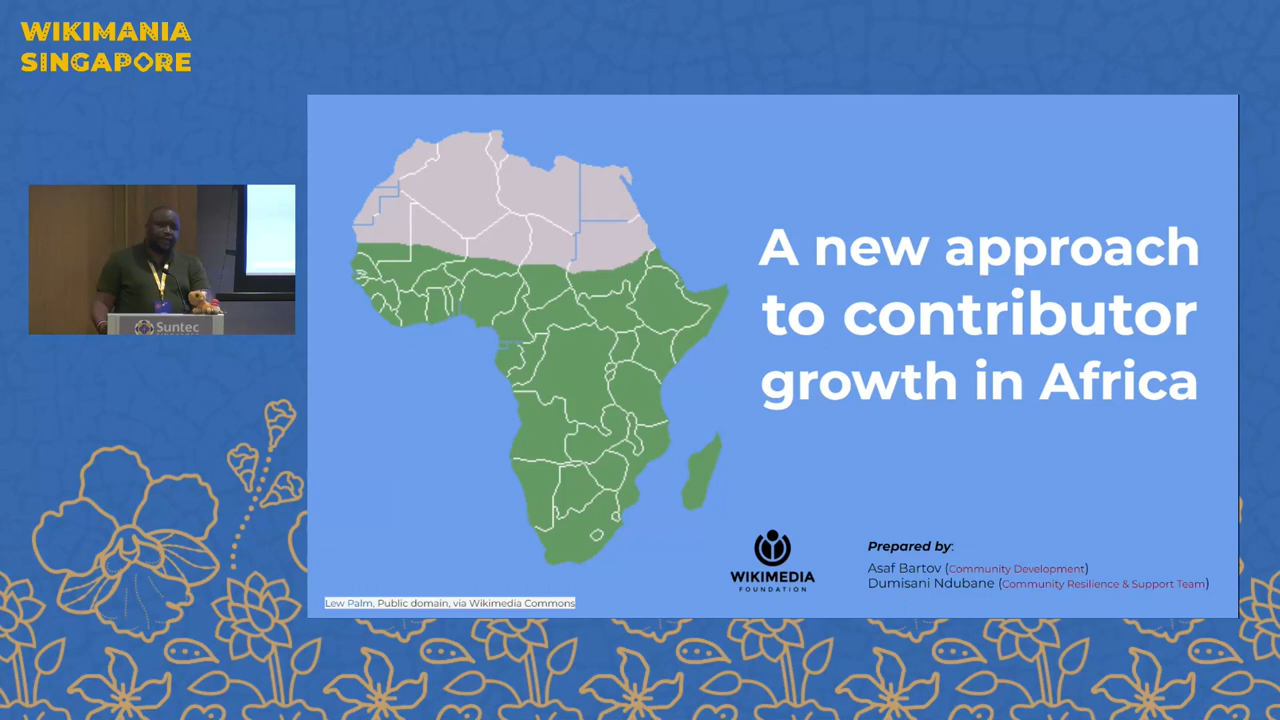 WIKIMANIA
SINGAPORE
A new approach
to contributor
growth in Africa
Suntec
WIKIMEDIA
FOUNDATION
Prepared by:
Asaf Bartov (Community Development)
Dumisani Ndubane (Community Resilience & Support Team)
Lew Palm, Public domain, via Wikimedia Commons